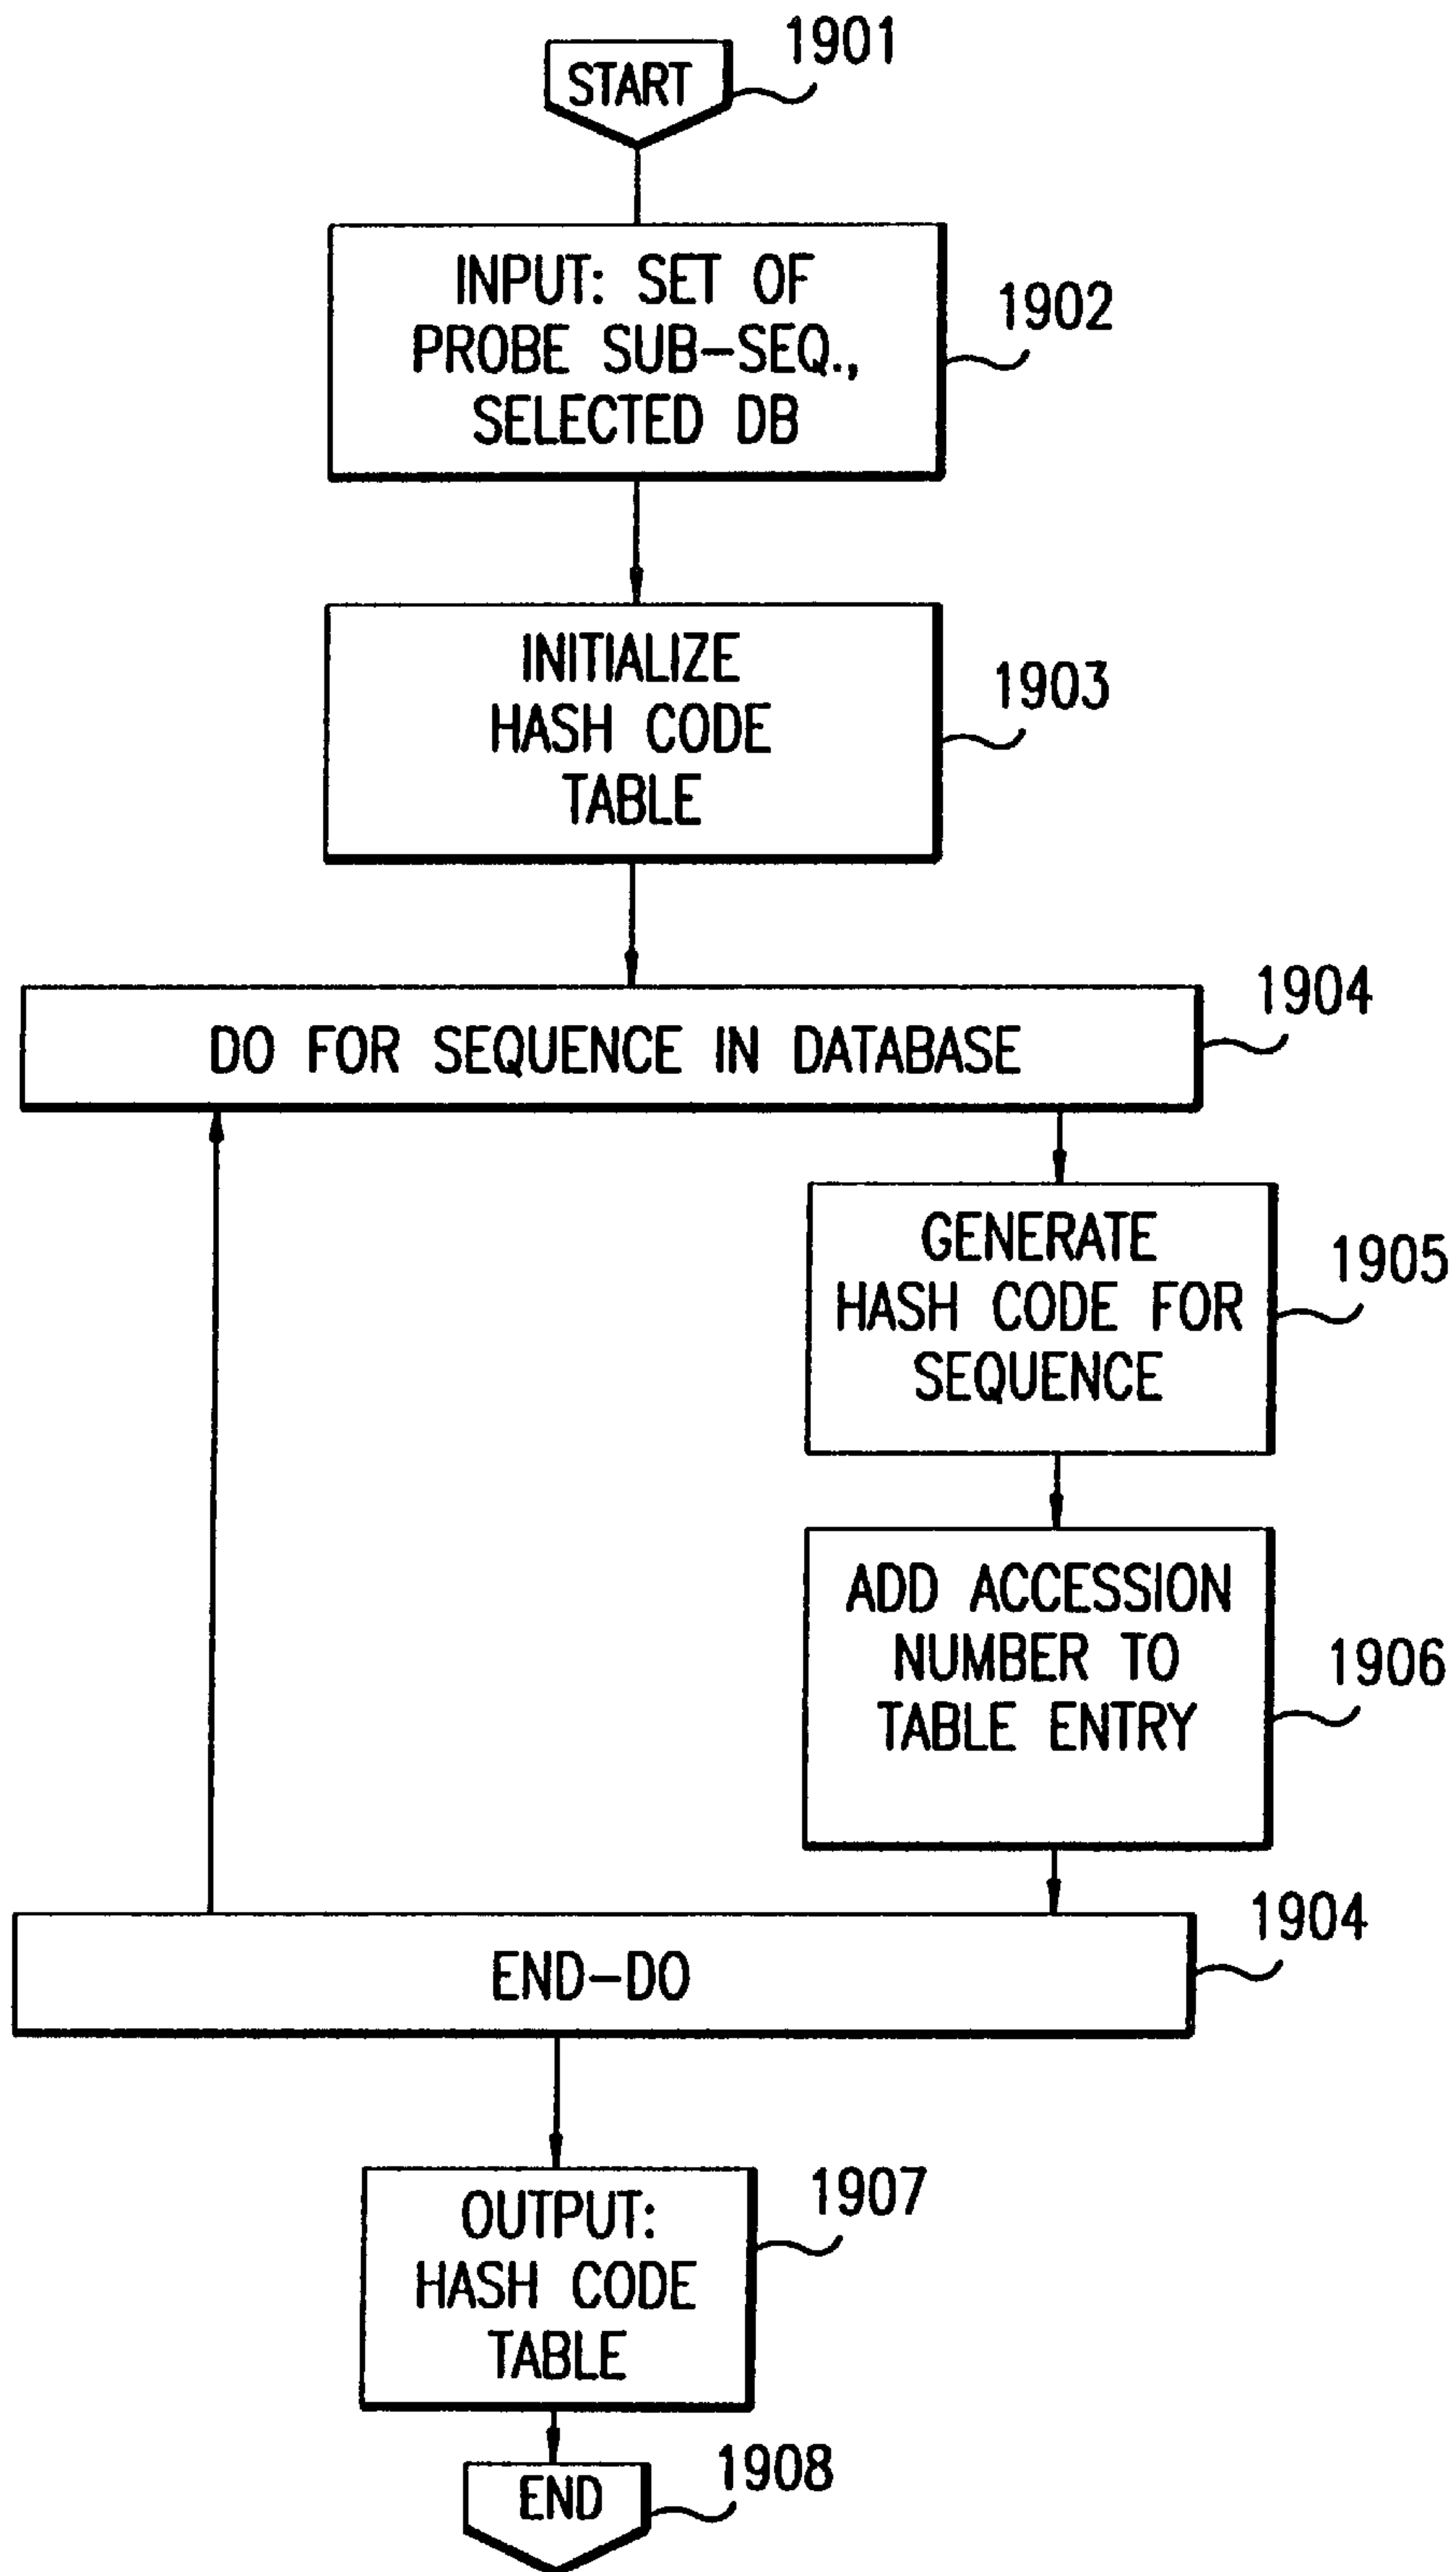 START
1901
INPUT: SET OF
PROBE SUB-SEQ.,
SELECTED DB
1902
INITIALIZE
HASH CODE
TABLE
1903
DO FOR SEQUENCE IN DATABASE
1904
GENERATE
HASH CODE FOR
SEQUENCE
1905
ADD ACCESSION
NUMBER TO
TABLE ENTRY
1906
END-DO
1904
OUTPUT:
HASH CODE
TABLE
1907
END
1908